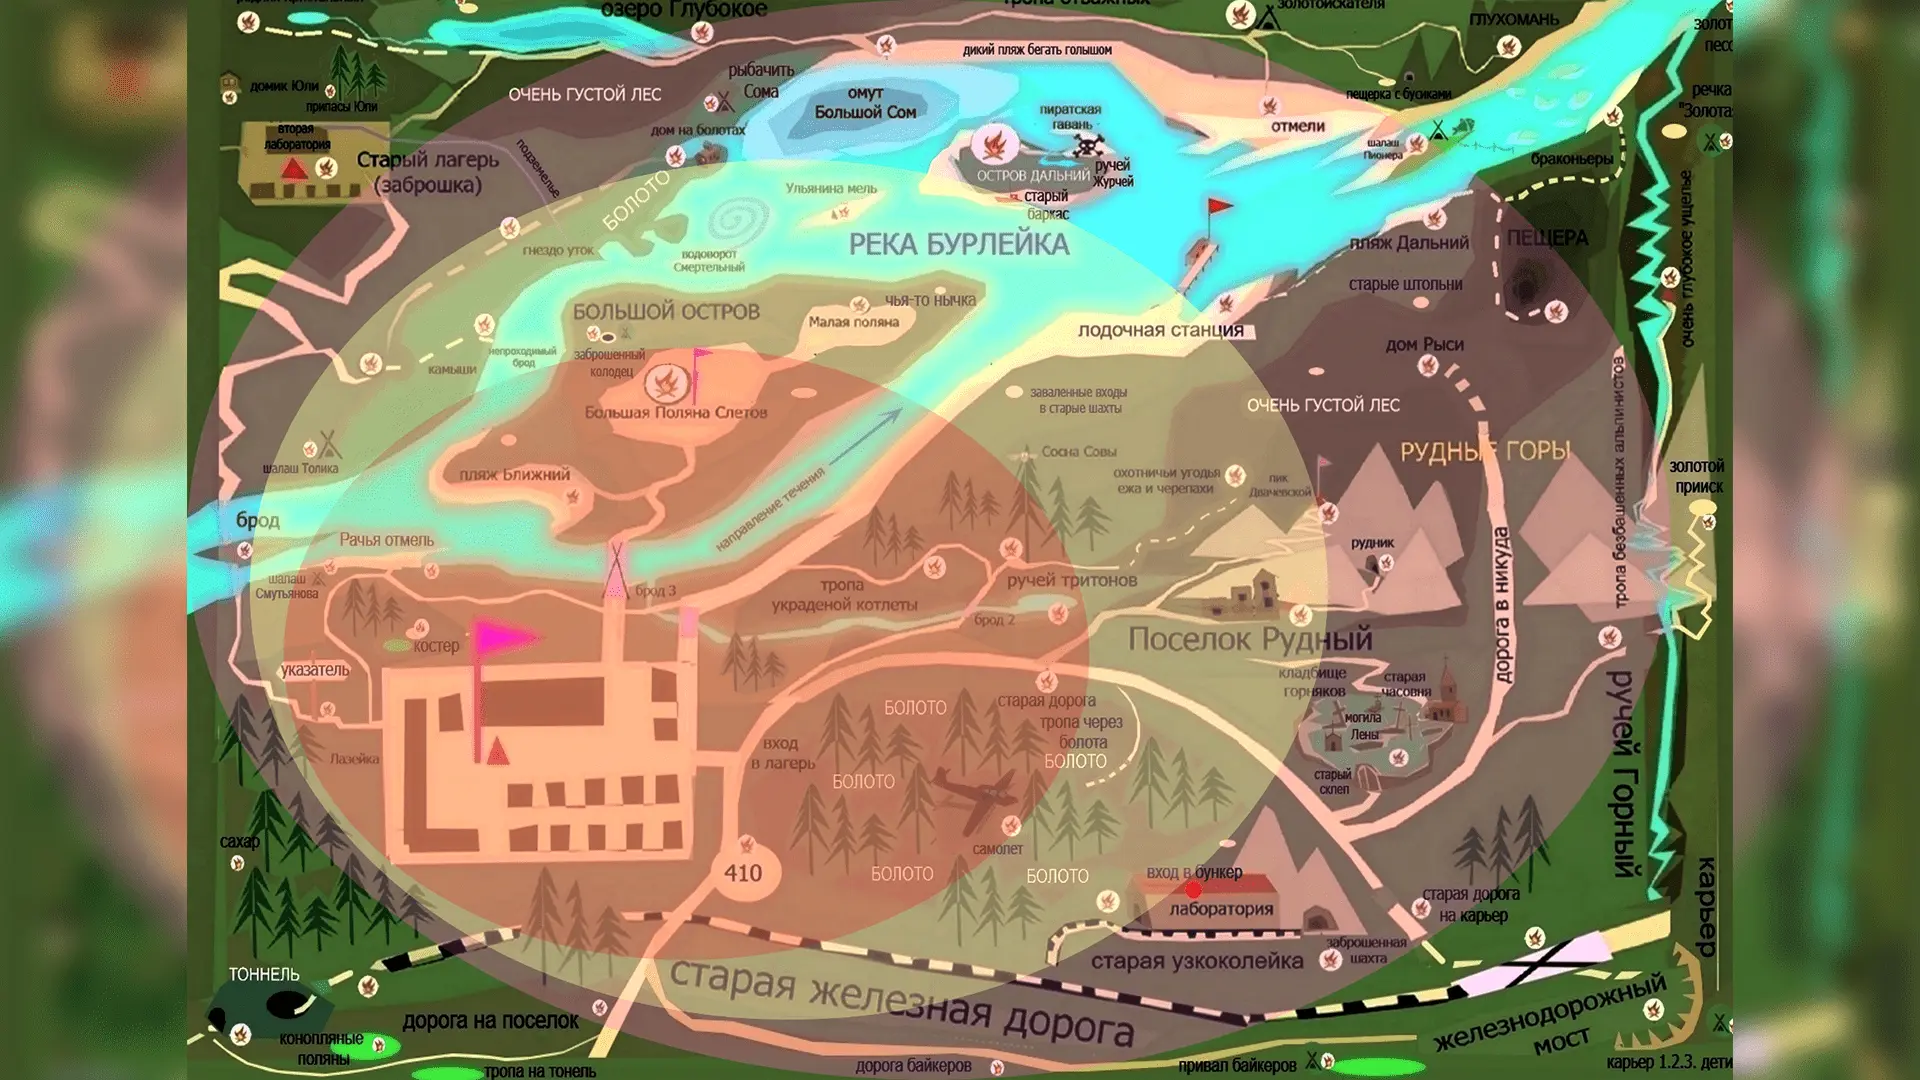 озеро Глубокое
тропа отважных
золотоискателя
ГЛУХОМАНЬ
дикий пляж бегать голышом
домик Юли
припасы Юли
ОЧЕНЬ ГУСТОЙ ЛЕС
рыбачить
Сома
омут
Большой Сом
пещерка с бусиками
речка
вторая
лаборатория
Старый лагерь
(заброшка)
подземелье
дом на болотах
БОЛОТО
пиратская
гавань
ОСТРОВ ДАЛЬНИЙ
ручей
Журчей
старый
баркас
отмели
шалаш
Пионера
браконьеры
Ульянина мель
гнездо уток
водоворот
Смертельный
РЕКА БУРЛЕЙКА
пляж Дальний
ПЕЩЕРА
старые штольни
очень глубокое ущелье
БОЛЬШОЙ ОСТРОВ
чья-то нычка
Малая поляна
лодочная станция
дом Рыси
непроходимый
брод
камыши
заброшенный
колодец
Большая Поляна Слетов
заваленные входы
в старые шахты
ОЧЕНЬ ГУСТОЙ ЛЕС
тропа безбашенных альпинистов
шалаш Толика
пляж Ближний
направление течения
Сосна Совы
охотничьи угодья
ежа и черепахи
пик
Двачевской
РУДНЫЕ ГОРЫ
золотой
прииск
брод
Рачья отмель
шалаш
Смутьянова
брод 3
тропа
украденой котлеты
ручей тритонов
брод 2
рудник
дорога в никуда
Поселок Рудный
костер
указатель
Лазейка
вход
в лагерь
БОЛОТО
старая дорога
тропа через
болота
БОЛОТО
БОЛОТО
кладбище
горняков
старая
часовня
могила
Лены
старый
склеп
ручей Горный
сахар
410
самолет
БОЛОТО
БОЛОТО
вход в бункер
лаборатория
старая дорога
на карьер
карьер
заброшенная
шахта
старая узкоколейка
старая железная дорога
железнодорожный
мост
ТОННЕЛЬ
конопляные
поляны
дорога на поселок
тропа на тонель
дорога байкеров
привал байкеров
карьер 1.2.3. дети